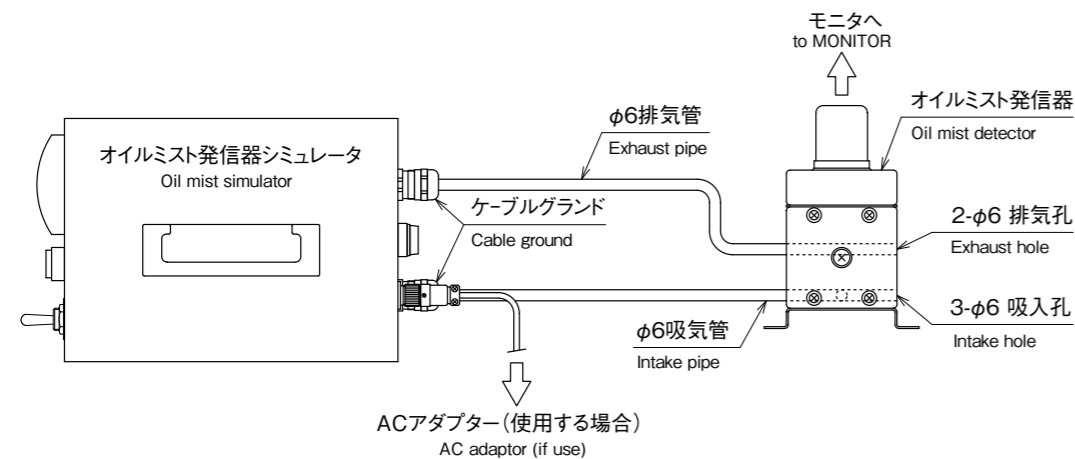 モニタへ
to MONITOR
オイルミスト発信器
Oil mist detector
φ6排気管
Exhaust pipe
オイルミスト発信器シミュレータ
Oil mist simulator
ケーブルグランド
Cable ground
2-φ6 排気孔
Exhaust hole
3-φ6 吸入孔
Intake hole
φ6吸気管
Intake pipe
ACアダプター（使用する場合）
AC adaptor (if use)